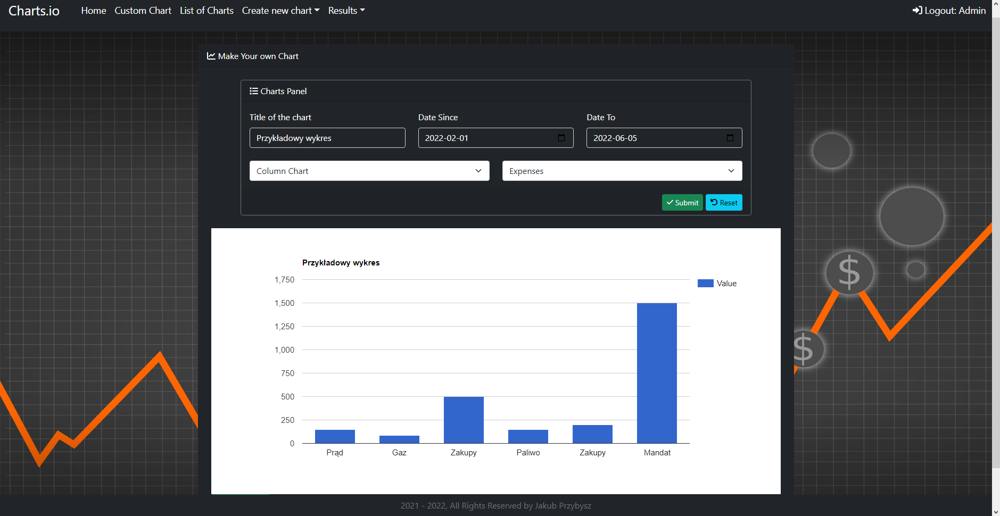 Charts.io Home Custom Chart List of Charts Create new chart Results Logout: Admin
Make Your own Chart
Charts Panel
Title of the chart Date Since Date To
Przykładowy wykres 2022-02-01 2022-06-05
Column Chart Expenses
Submit Reset
Przykładowy wykres
1,750
Value
1,500
1,250
1,000
750
500
250
0
Prąd Gaz Zakupy Paliwo Zakupy Mandat
$
$
2021 - 2022, All Rights Reserved by Jakub Przybysz